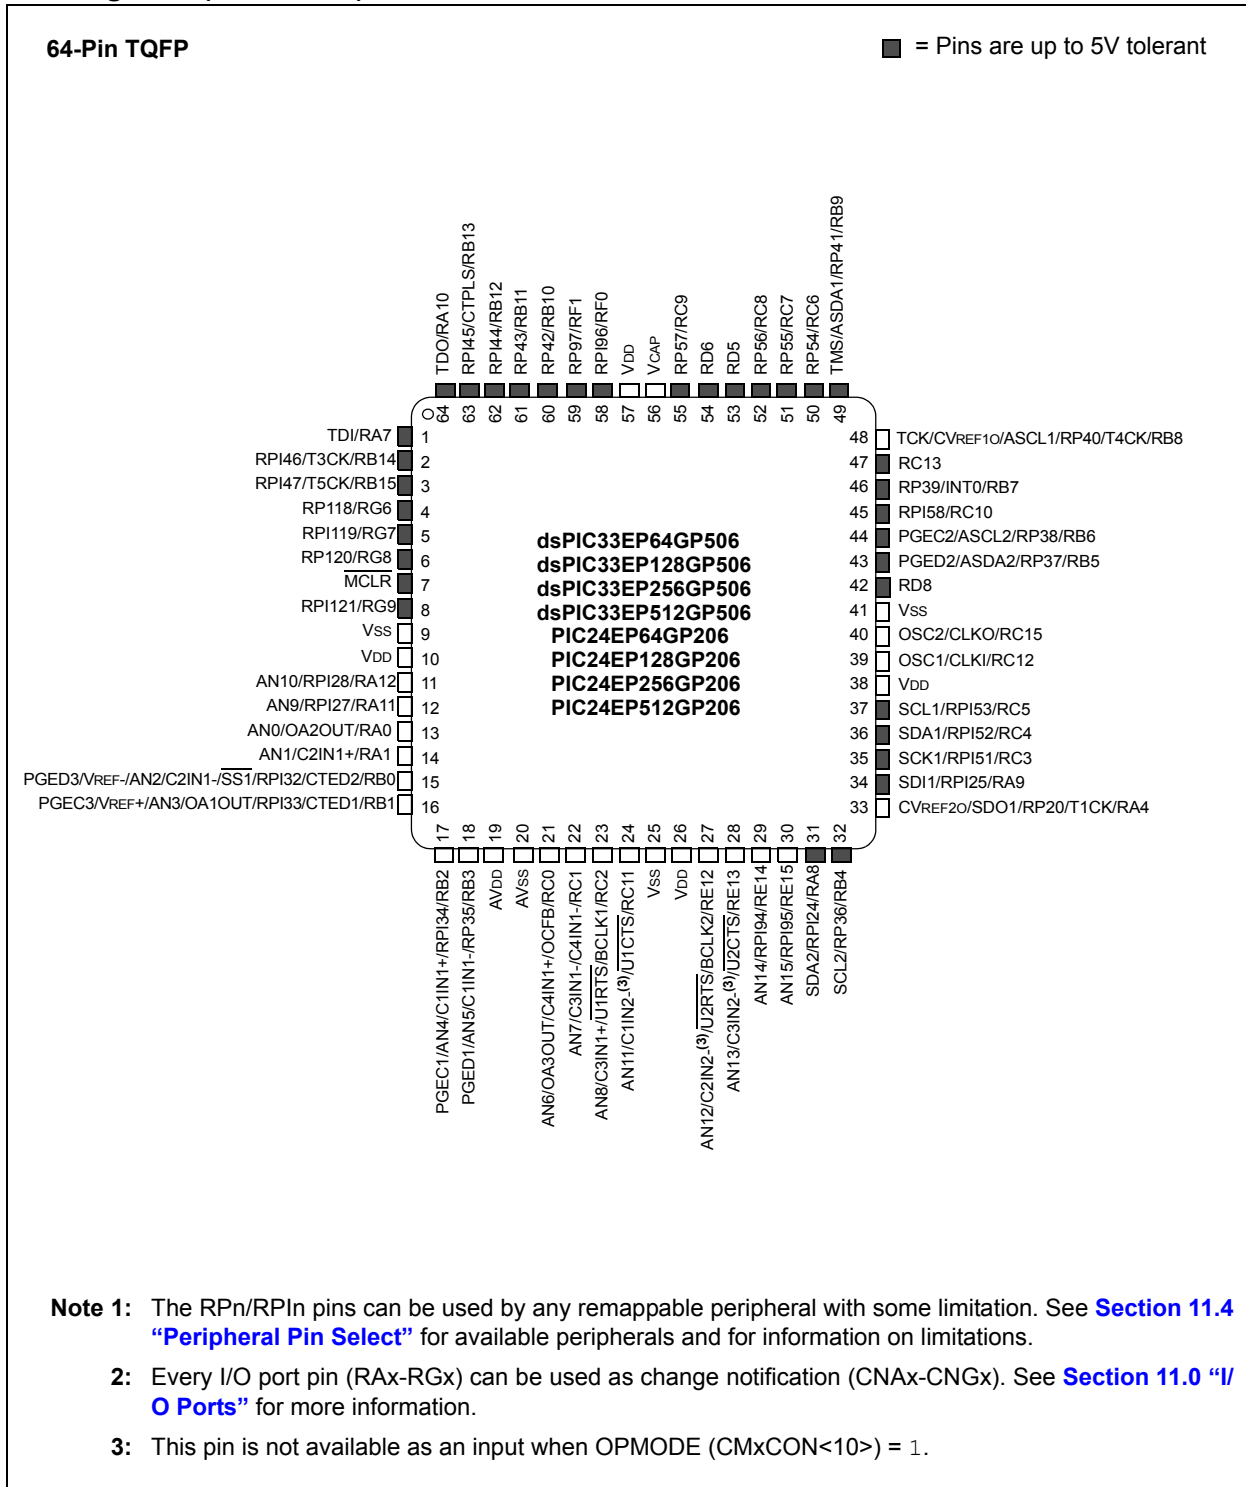 64-Pin TQFP
= Pins are up to 5V tolerant
TDO/RA10
RPI45/CTPLS/RB13
RPI44/RB12
RP43/RB11
RP42/RB10
RP97/RF1
RPI96/RF0
VDD
VCAP
RP57/RC9
RD6
RD5
RP56/RC8
RP55/RC7
RP54/RC6
TMS/ASDA1/RP41/RB9
64
63
62
61
60
59
58
57
56
55
54
53
52
51
50
49
TDI/RA7 1
RPI46/T3CK/RB14 2
RPI47/T5CK/RB15 3
RP118/RG6 4
RPI119/RG7 5
RP120/RG8 6
MCLR 7
RPI121/RG9 8
VSS 9
VDD 10
AN10/RPI28/RA12 11
AN9/RPI27/RA11 12
AN0/OA2OUT/RA0 13
AN1/C2IN1+/RA1 14
PGED3/VREF-/AN2/C2IN1-/SS1/RPI32/CTED2/RB0 15
PGEC3/VREF+/AN3/OA1OUT/RPI33/CTED1/RB1 16
dsPIC33EP64GP506
dsPIC33EP128GP506
dsPIC33EP256GP506
dsPIC33EP512GP506
PIC24EP64GP206
PIC24EP128GP206
PIC24EP256GP206
PIC24EP512GP206
48 TCK/CVREF1O/ASCL1/RP40/T4CK/RB8
47 RC13
46 RP39/INT0/RB7
45 RPI58/RC10
44 PGEC2/ASCL2/RP38/RB6
43 PGED2/ASDA2/RP37/RB5
42 RD8
41 VSS
40 OSC2/CLKO/RC15
39 OSC1/CLKI/RC12
38 VDD
37 SCL1/RPI53/RC5
36 SDA1/RPI52/RC4
35 SCK1/RPI51/RC3
34 SDI1/RPI25/RA9
33 CVREF2O/SDO1/RP20/T1CK/RA4
17
18
19
20
21
22
23
24
25
26
27
28
29
30
31
32
PGEC1/AN4/C1IN1+/RPI34/RB2
PGED1/AN5/C1IN1-/RP35/RB3
AVDD
AVSS
AN6/OA3OUT/C4IN1+/OCFB/RC0
AN7/C3IN1-/C4IN1-/RC1
AN8/C3IN1+/U1RTS/BCLK1/RC2
AN11/C1IN2-(3)/U1CTS/RC11
VSS
VDD
AN12/C2IN2-(3)/U2RTS/BCLK2/RE12
AN13/C3IN2-(3)/U2CTS/RE13
AN14/RPI94/RE14
AN15/RPI95/RE15
SDA2/RPI24/RA8
SCL2/RP36/RB4
Note 1: The RPn/RPIn pins can be used by any remappable peripheral with some limitation. See Section 11.4
“Peripheral Pin Select” for available peripherals and for information on limitations.
2: Every I/O port pin (RAx-RGx) can be used as change notification (CNAx-CNGx). See Section 11.0 “I/
O Ports” for more information.
3: This pin is not available as an input when OPMODE (CMxCON<10>) = 1.